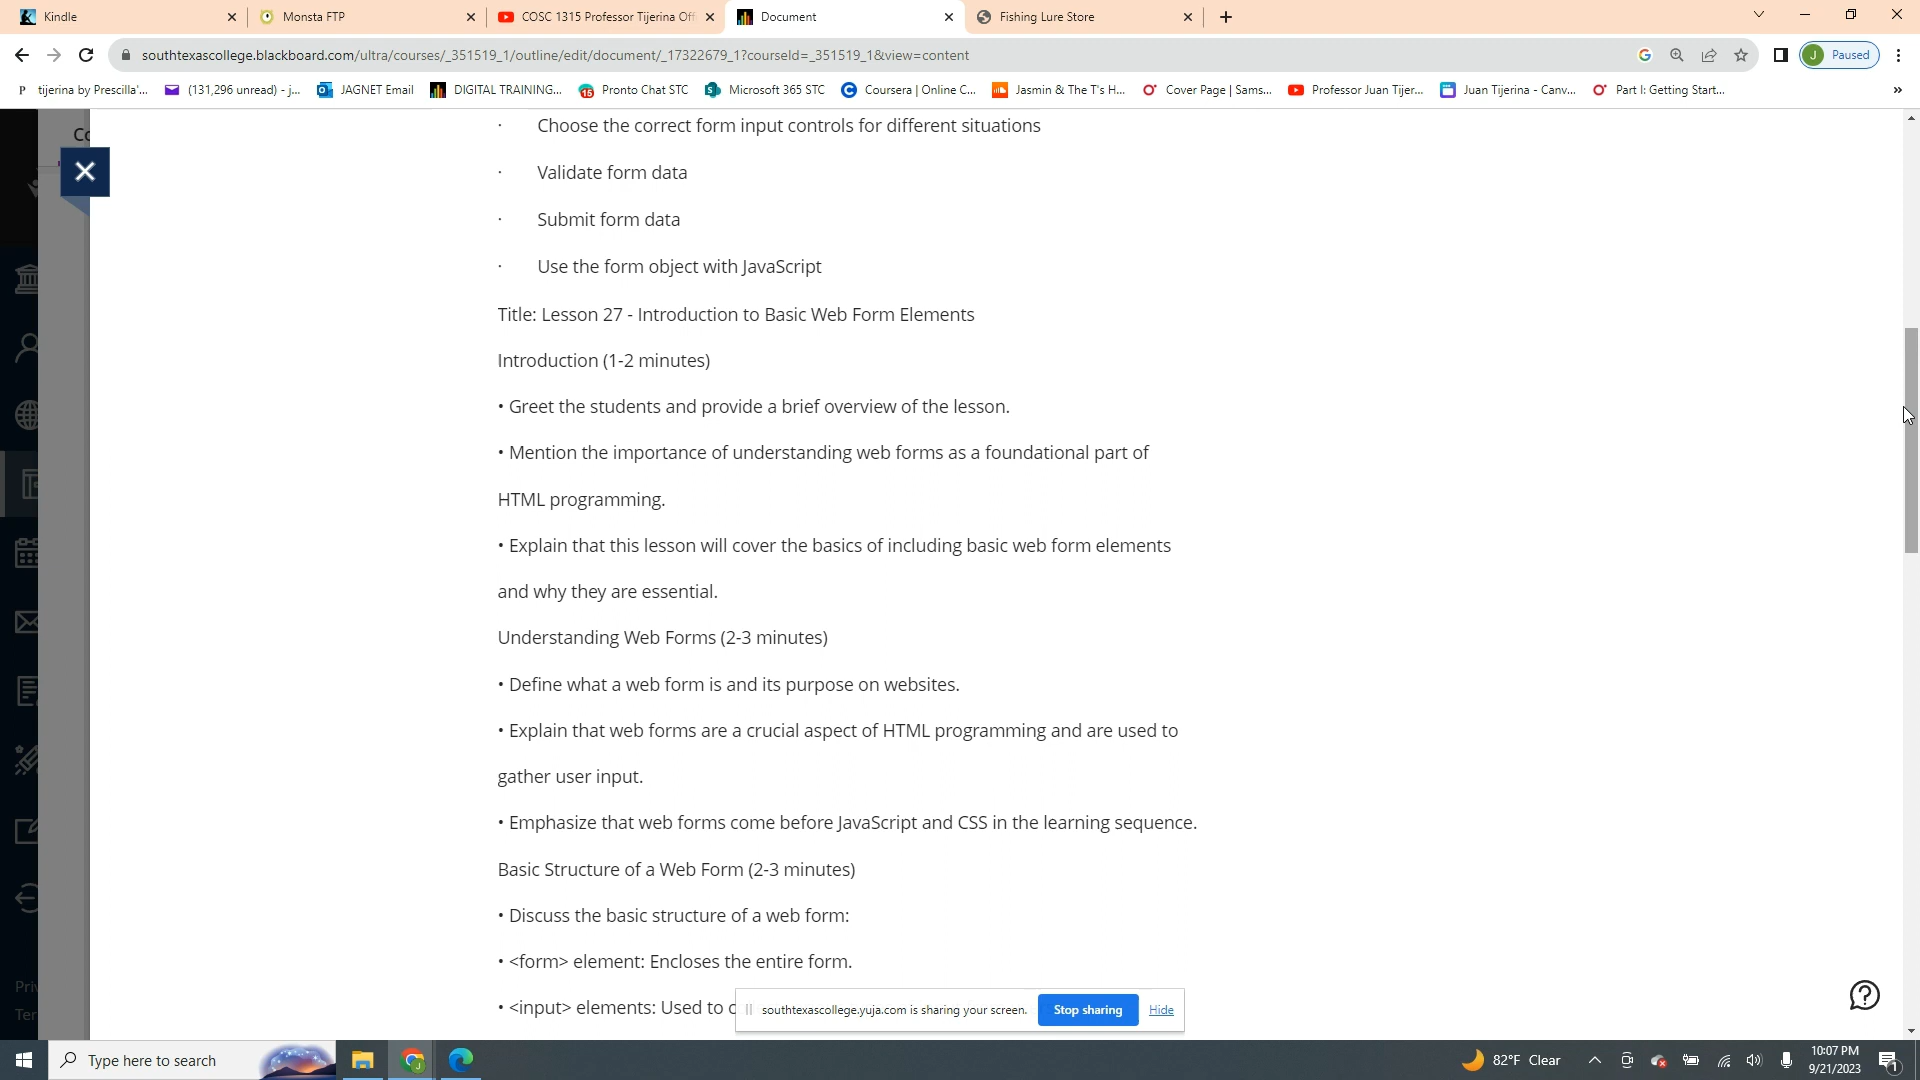 Kindle
Monsta FTP
COSC 1315 Professor Tijerina Off
Document
Fishing Lure Store
southtexascollege.blackboard.com/ultra/courses/_351519_1/outline/edit/document/_17322679_1?courseId=_351519_1&view=content
J Paused
P tijerina by Prescilla'...
(131,296 unread) - j...
JAGNET Email
DIGITAL TRAINING...
15 Pronto Chat STC
Microsoft 365 STC
Coursera | Online C...
Jasmin & The T's H...
Cover Page | Sams...
Professor Juan Tijer...
Juan Tijerina - Canv...
Part I: Getting Start...
Co
· Choose the correct form input controls for different situations
· Validate form data
· Submit form data
· Use the form object with JavaScript
Title: Lesson 27 - Introduction to Basic Web Form Elements
Introduction (1-2 minutes)
• Greet the students and provide a brief overview of the lesson.
• Mention the importance of understanding web forms as a foundational part of
HTML programming.
• Explain that this lesson will cover the basics of including basic web form elements
and why they are essential.
Understanding Web Forms (2-3 minutes)
• Define what a web form is and its purpose on websites.
• Explain that web forms are a crucial aspect of HTML programming and are used to
gather user input.
• Emphasize that web forms come before JavaScript and CSS in the learning sequence.
Basic Structure of a Web Form (2-3 minutes)
• Discuss the basic structure of a web form:
• <form> element: Encloses the entire form.
• <input> elements: Used to
Pri
Ter
southtexascollege.yuja.com is sharing your screen.
Stop sharing
Hide
Type here to search
82°F Clear
10:07 PM
9/21/2023
1